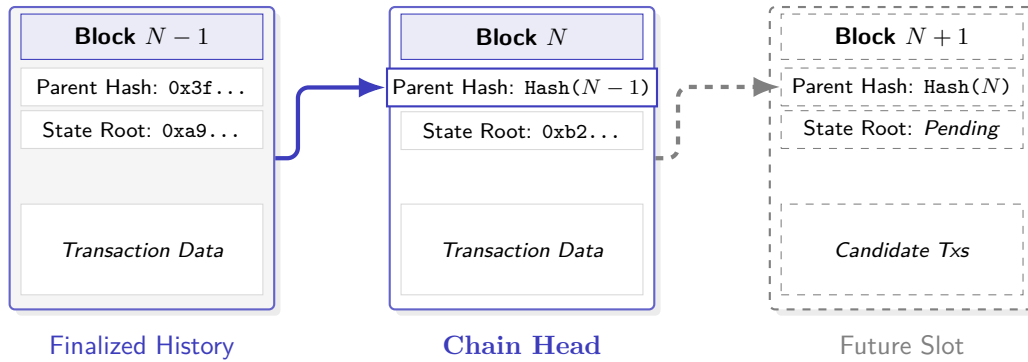 Block N − 1
Parent Hash: 0x3f...
State Root: 0xa9...
Transaction Data
Finalized History
Block N
Parent Hash: Hash(N − 1)
State Root: 0xb2...
Transaction Data
Chain Head
Block N + 1
Parent Hash: Hash(N)
State Root: Pending
Candidate Txs
Future Slot